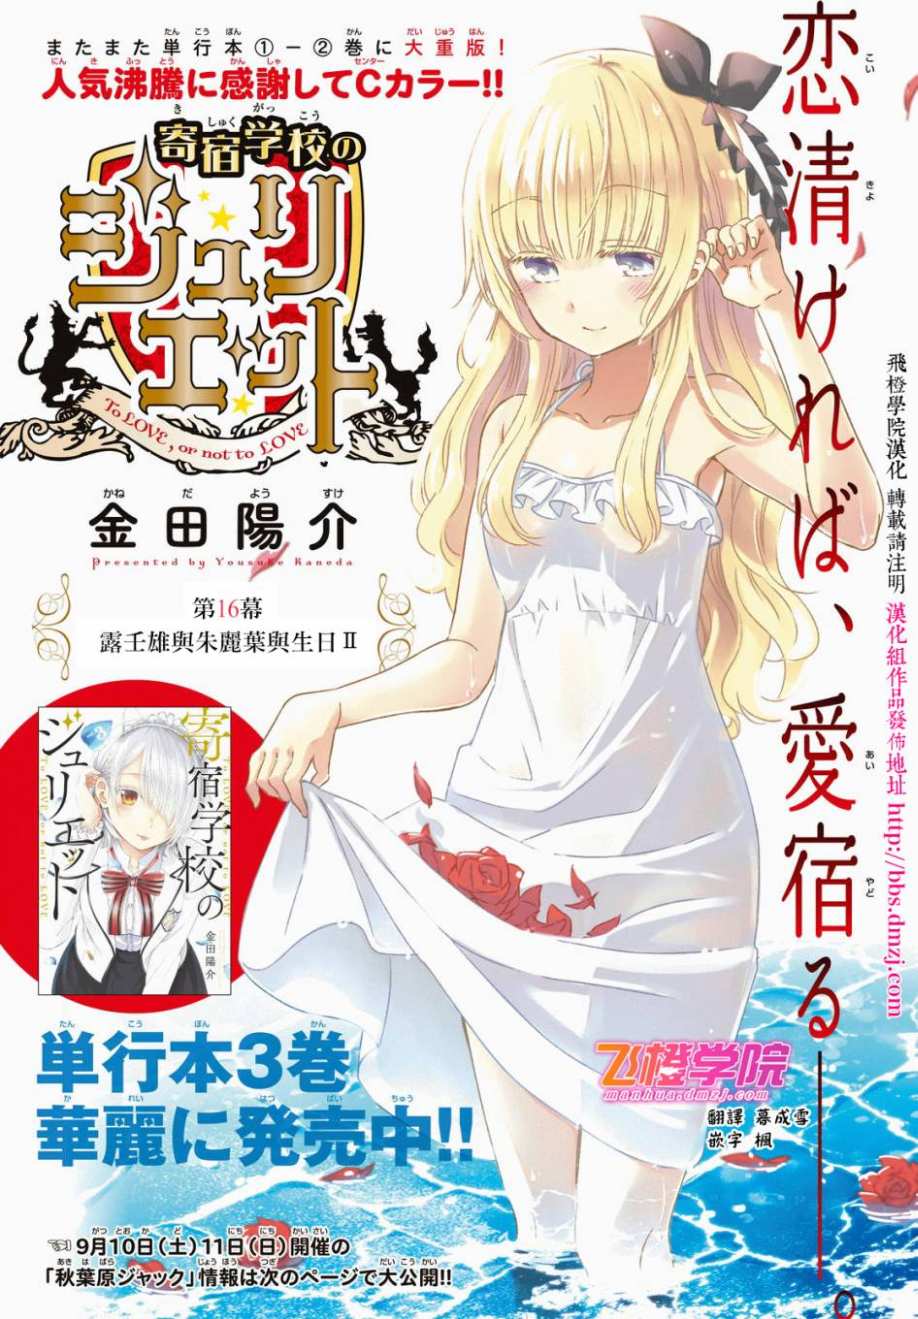 またまた単行本①－②巻に大重版！
人気沸騰に感謝してCカラー!!
寄宿学校の
ジュリエット
To LOVE, or not to LOVE
金田陽介
Presented by Yousuke Kaneda
第16幕
露壬雄與朱麗葉與生日Ⅱ
恋清ければ、愛宿る――。
飛橙學院漢化 轉載請注明 漢化組作品發佈地址 http://bbs.dmzj.com
寄宿学校の
ジュリエット
金田陽介
単行本3巻
華麗に発売中!!
飞橙学院
manhua.dmzj.com
翻譯 暮成雪
嵌字 楓
☜9月10日（土）11日（日）開催の
「秋葉原ジャック」情報は次のページで大公開!!